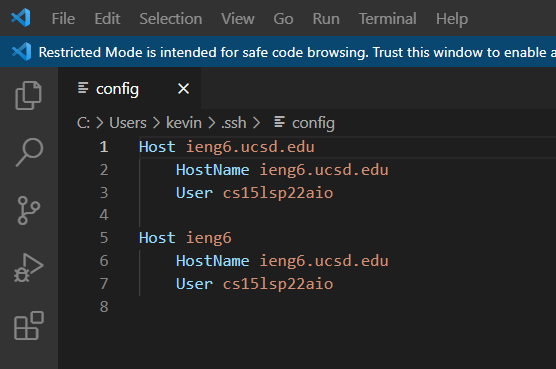 File Edit Selection View Go Run Terminal Help
Restricted Mode is intended for safe code browsing. Trust this window to enable a
config
C: > Users > kevin > .ssh > config
1 Host ieng6.ucsd.edu
2 HostName ieng6.ucsd.edu
3 User cs15lsp22aio
4
5 Host ieng6
6 HostName ieng6.ucsd.edu
7 User cs15lsp22aio
8